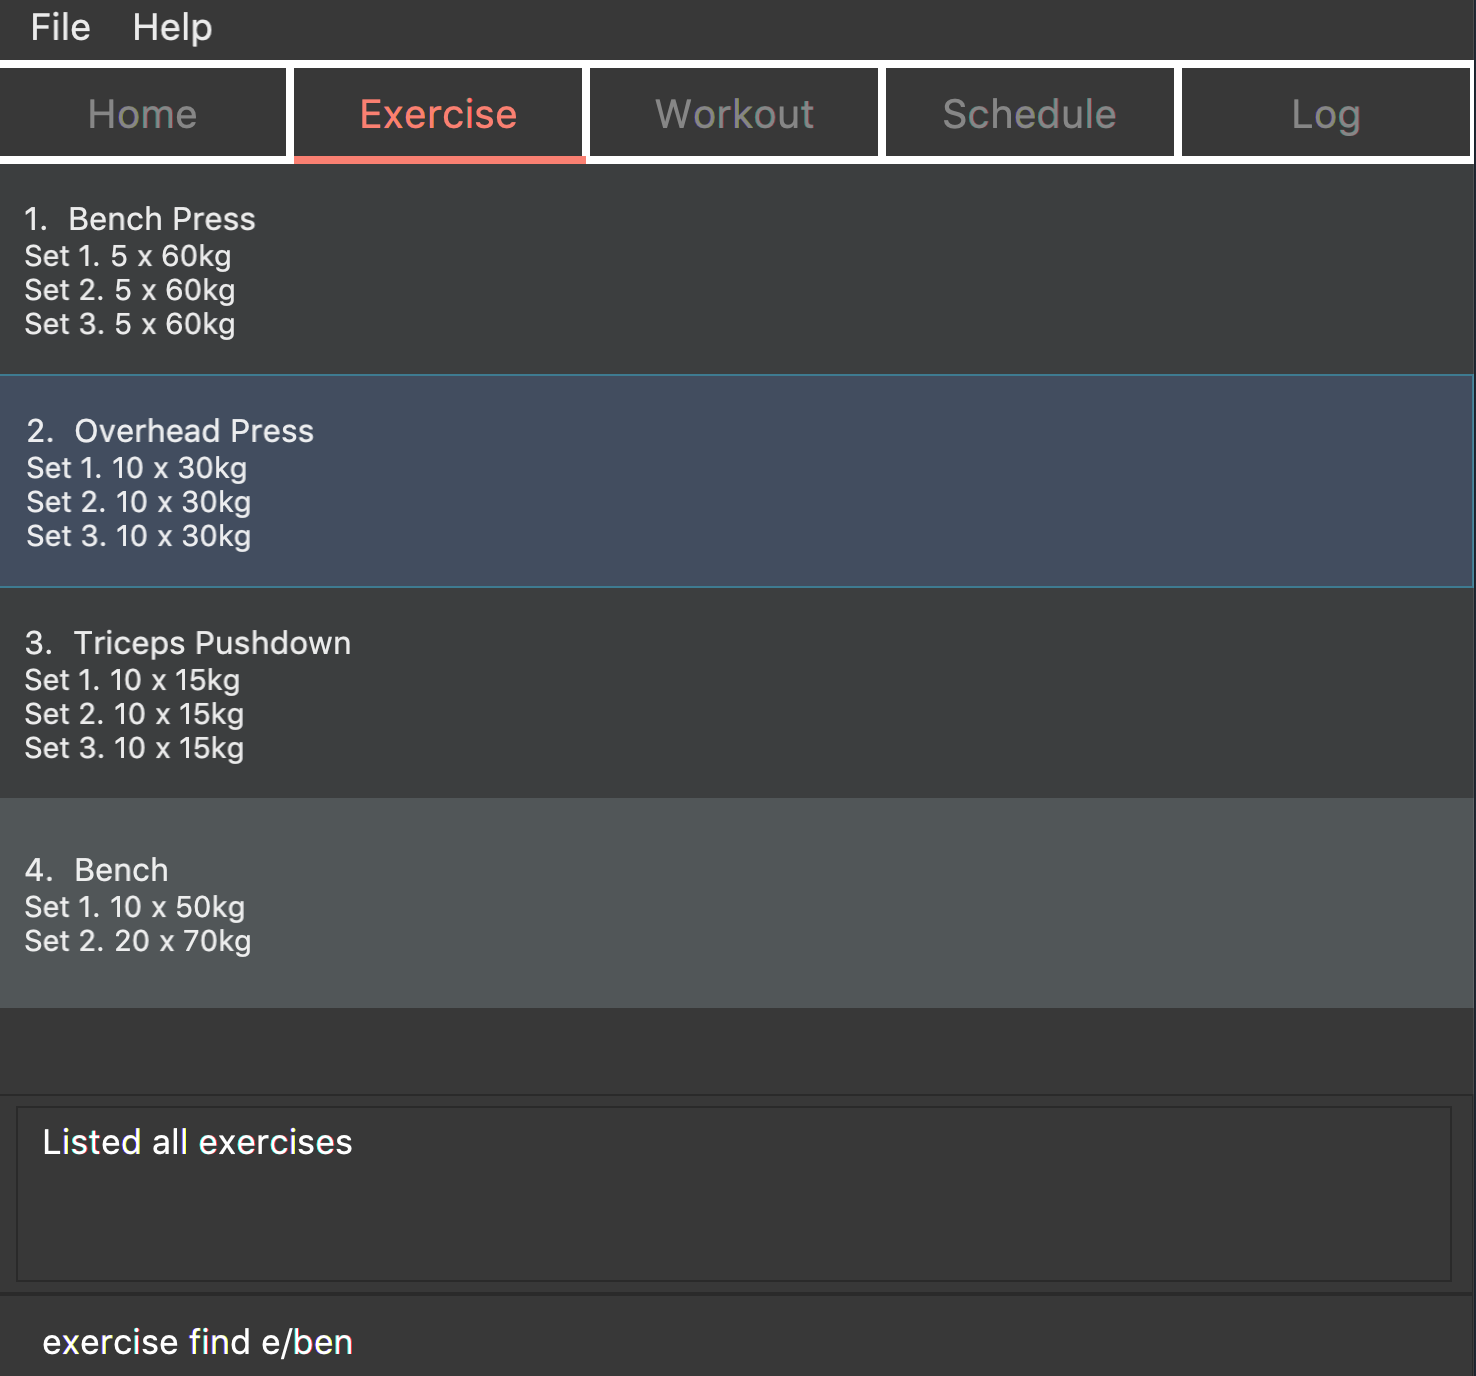 File Help
Home Exercise Workout Schedule Log
1. Bench Press
Set 1. 5 x 60kg
Set 2. 5 x 60kg
Set 3. 5 x 60kg
2. Overhead Press
Set 1. 10 x 30kg
Set 2. 10 x 30kg
Set 3. 10 x 30kg
3. Triceps Pushdown
Set 1. 10 x 15kg
Set 2. 10 x 15kg
Set 3. 10 x 15kg
4. Bench
Set 1. 10 x 50kg
Set 2. 20 x 70kg
Listed all exercises
exercise find e/ben